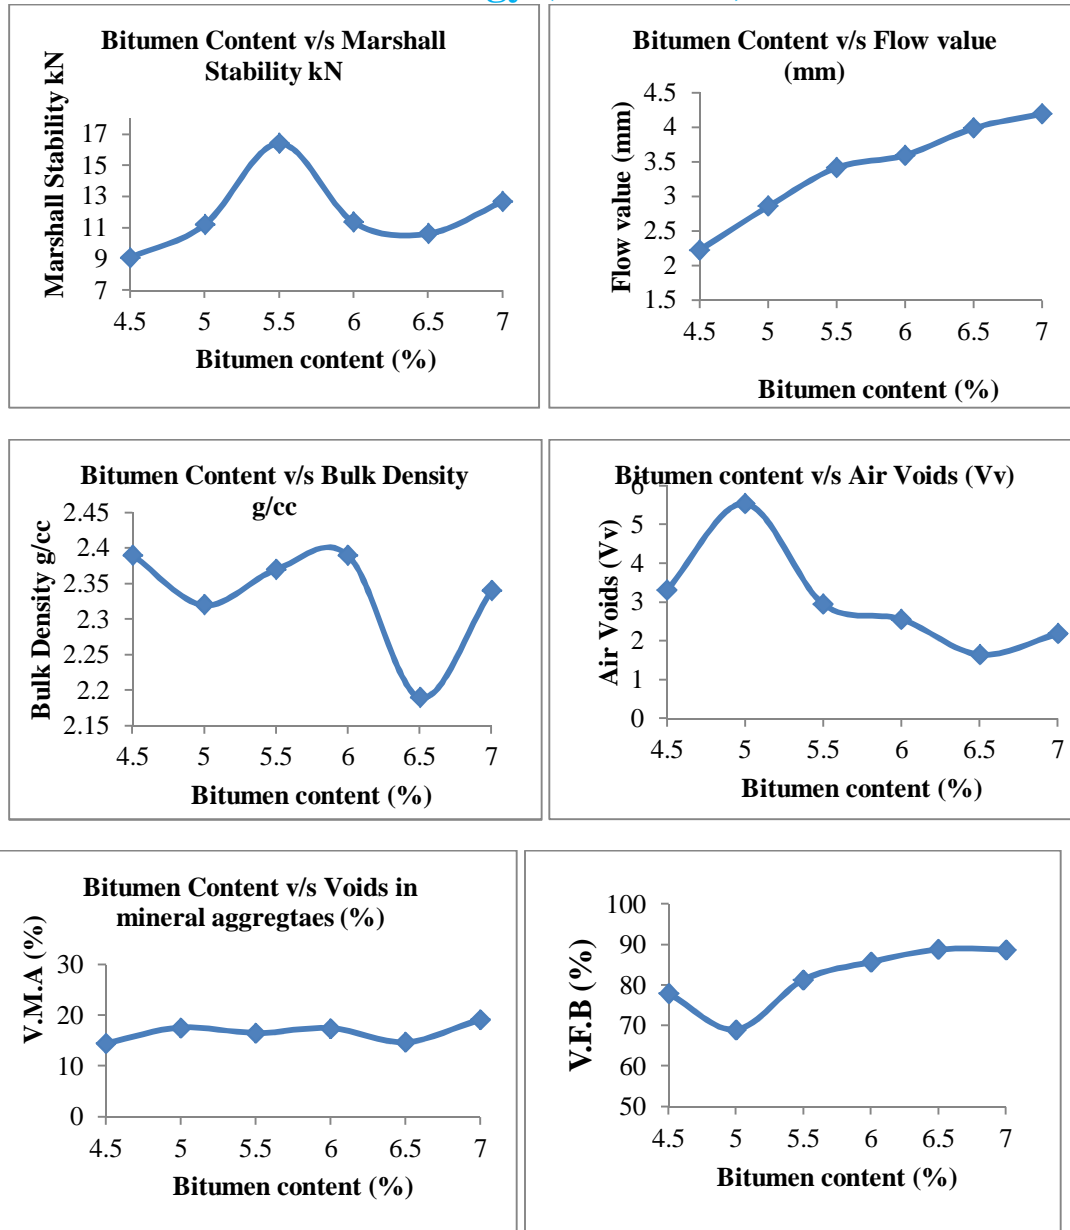 Bitumen Content v/s Marshall
Stability kN
Marshall Stability kN
17
15
13
11
9
7
4.5 5 5.5 6 6.5 7
Bitumen content (%)
Bitumen Content v/s Flow value
(mm)
Flow value (mm)
4.5
4
3.5
3
2.5
2
1.5
4.5 5 5.5 6 6.5 7
Bitumen content (%)
Bitumen Content v/s Bulk Density
g/cc
Bulk Density g/cc
2.45
2.4
2.35
2.3
2.25
2.2
2.15
4.5 5 5.5 6 6.5 7
Bitumen content (%)
Bitumen content v/s Air Voids (Vv)
Air Voids (Vv)
6
5
4
3
2
1
0
4.5 5 5.5 6 6.5 7
Bitumen content (%)
Bitumen Content v/s Voids in
mineral aggregtaes (%)
V.M.A (%)
30
20
10
0
4.5 5 5.5 6 6.5 7
Bitumen content (%)
V.F.B (%)
100
90
80
70
60
50
4.5 5 5.5 6 6.5 7
Bitumen content (%)